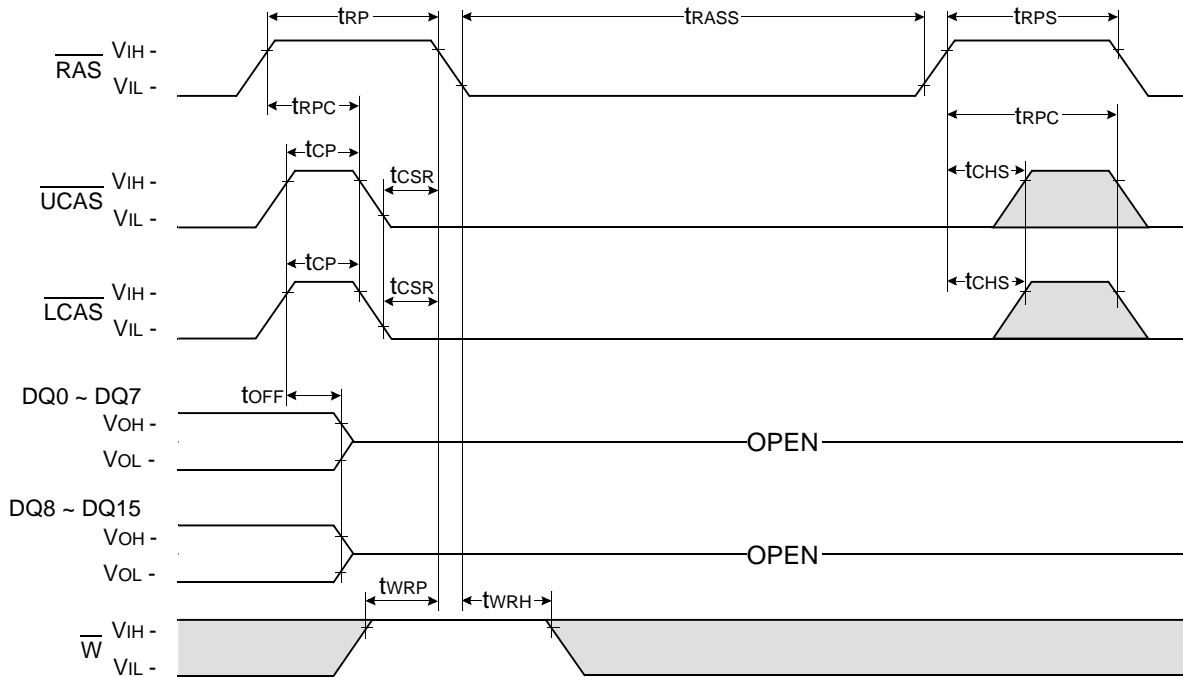 tRP
tRASS
tRPS
RAS
VIH -
VIL -
tRPC
tRPC
tCP
tCSR
tCHS
UCAS
VIH -
VIL -
tCP
tCSR
tCHS
LCAS
VIH -
VIL -
DQ0 ~ DQ7
tOFF
VOH -
VOL -
OPEN
DQ8 ~ DQ15
VOH -
VOL -
OPEN
tWRP
tWRH
W
VIH -
VIL -